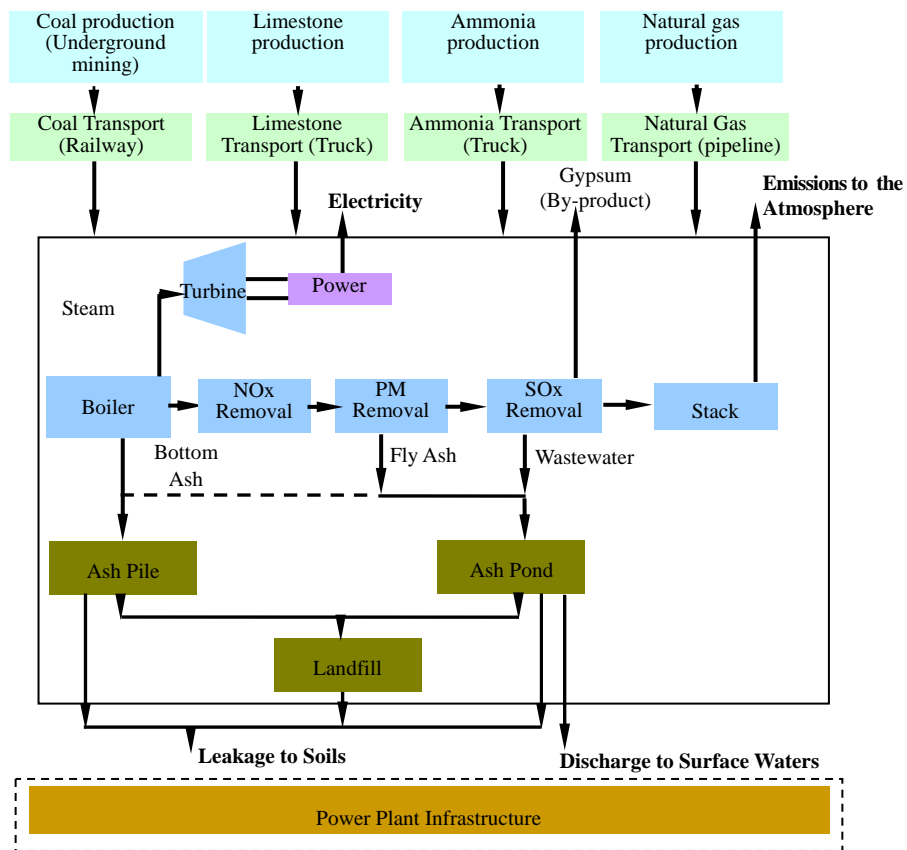 Coal production
(Underground
mining)
Limestone
production
Ammonia
production
Natural gas
production
Coal Transport
(Railway)
Limestone
Transport (Truck)
Ammonia Transport
(Truck)
Natural Gas
Transport (pipeline)
Electricity
Gypsum
(By-product)
Emissions to the
Atmosphere
Steam
Turbine
Power
Boiler
NOx
Removal
PM
Removal
SOx
Removal
Stack
Bottom
Ash
Fly Ash
Wastewater
Ash Pile
Ash Pond
Landfill
Leakage to Soils
Discharge to Surface Waters
Power Plant Infrastructure